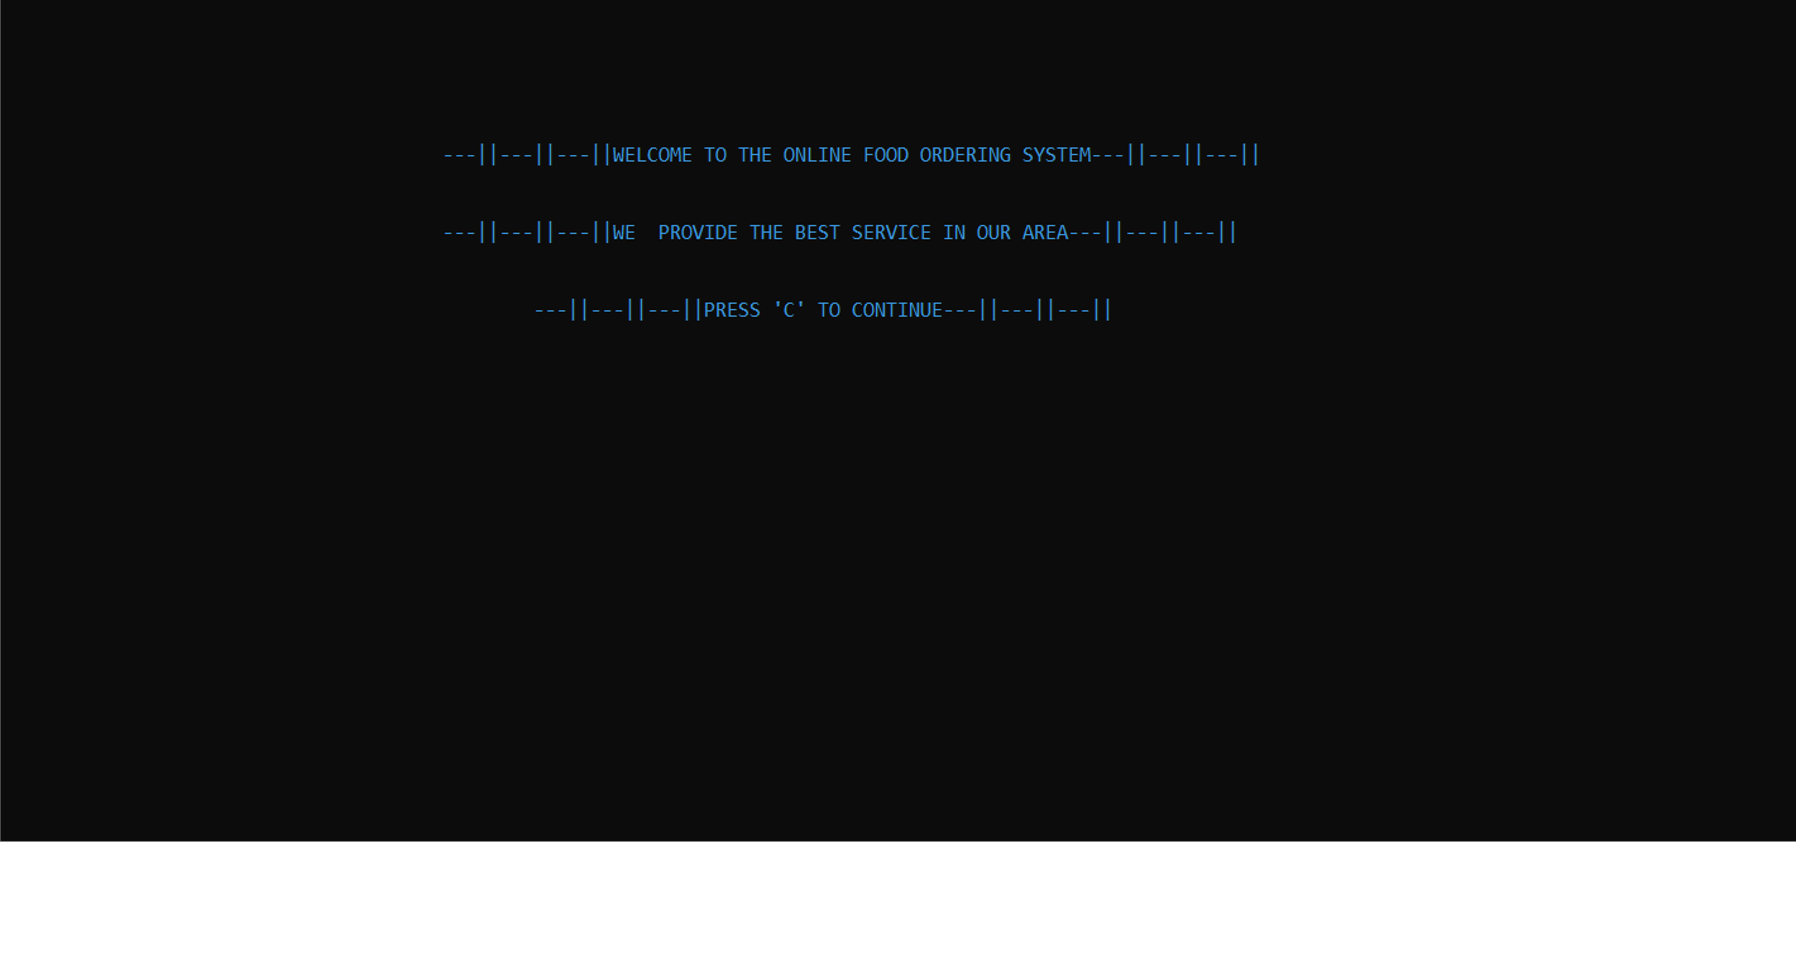 ---||---||---||WELCOME TO THE ONLINE FOOD ORDERING SYSTEM---||---||---||
---||---||---||WE  PROVIDE THE BEST SERVICE IN OUR AREA---||---||---||
---||---||---||PRESS 'C' TO CONTINUE---||---||---||